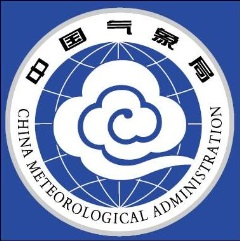 中国气象局
CHINA METEOROLOGICAL ADMINISTRATION